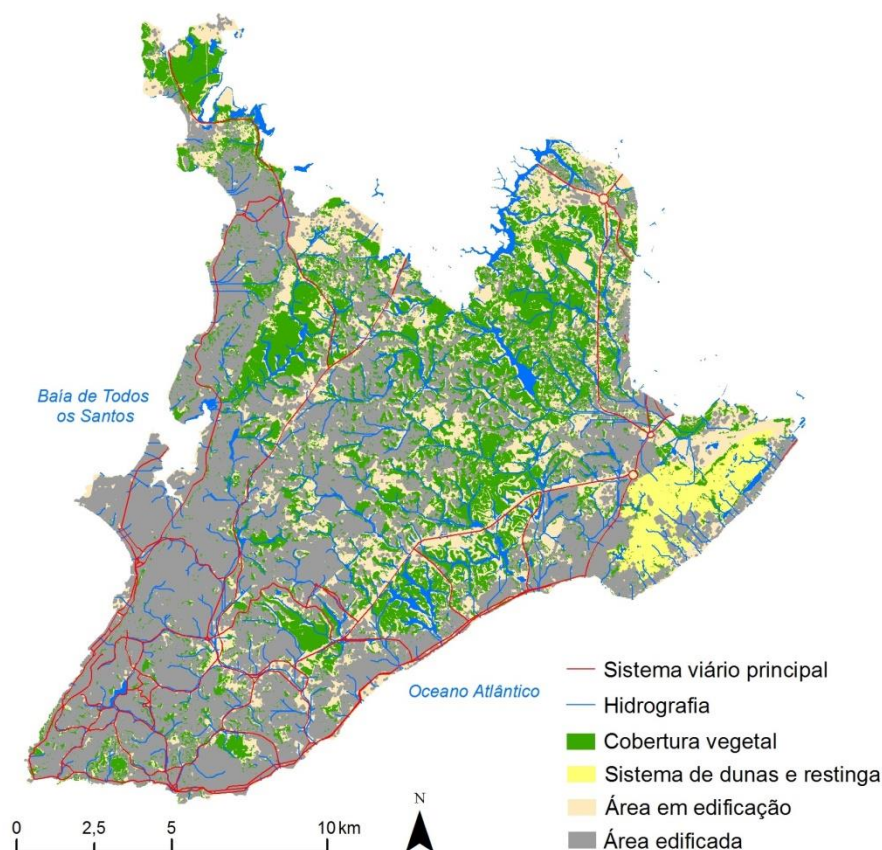 Baía de Todos
os Santos
Oceano Atlântico
Sistema viário principal
Hidrografia
Cobertura vegetal
Sistema de dunas e restinga
Área em edificação
Área edificada
N
0 2,5 5 10 km